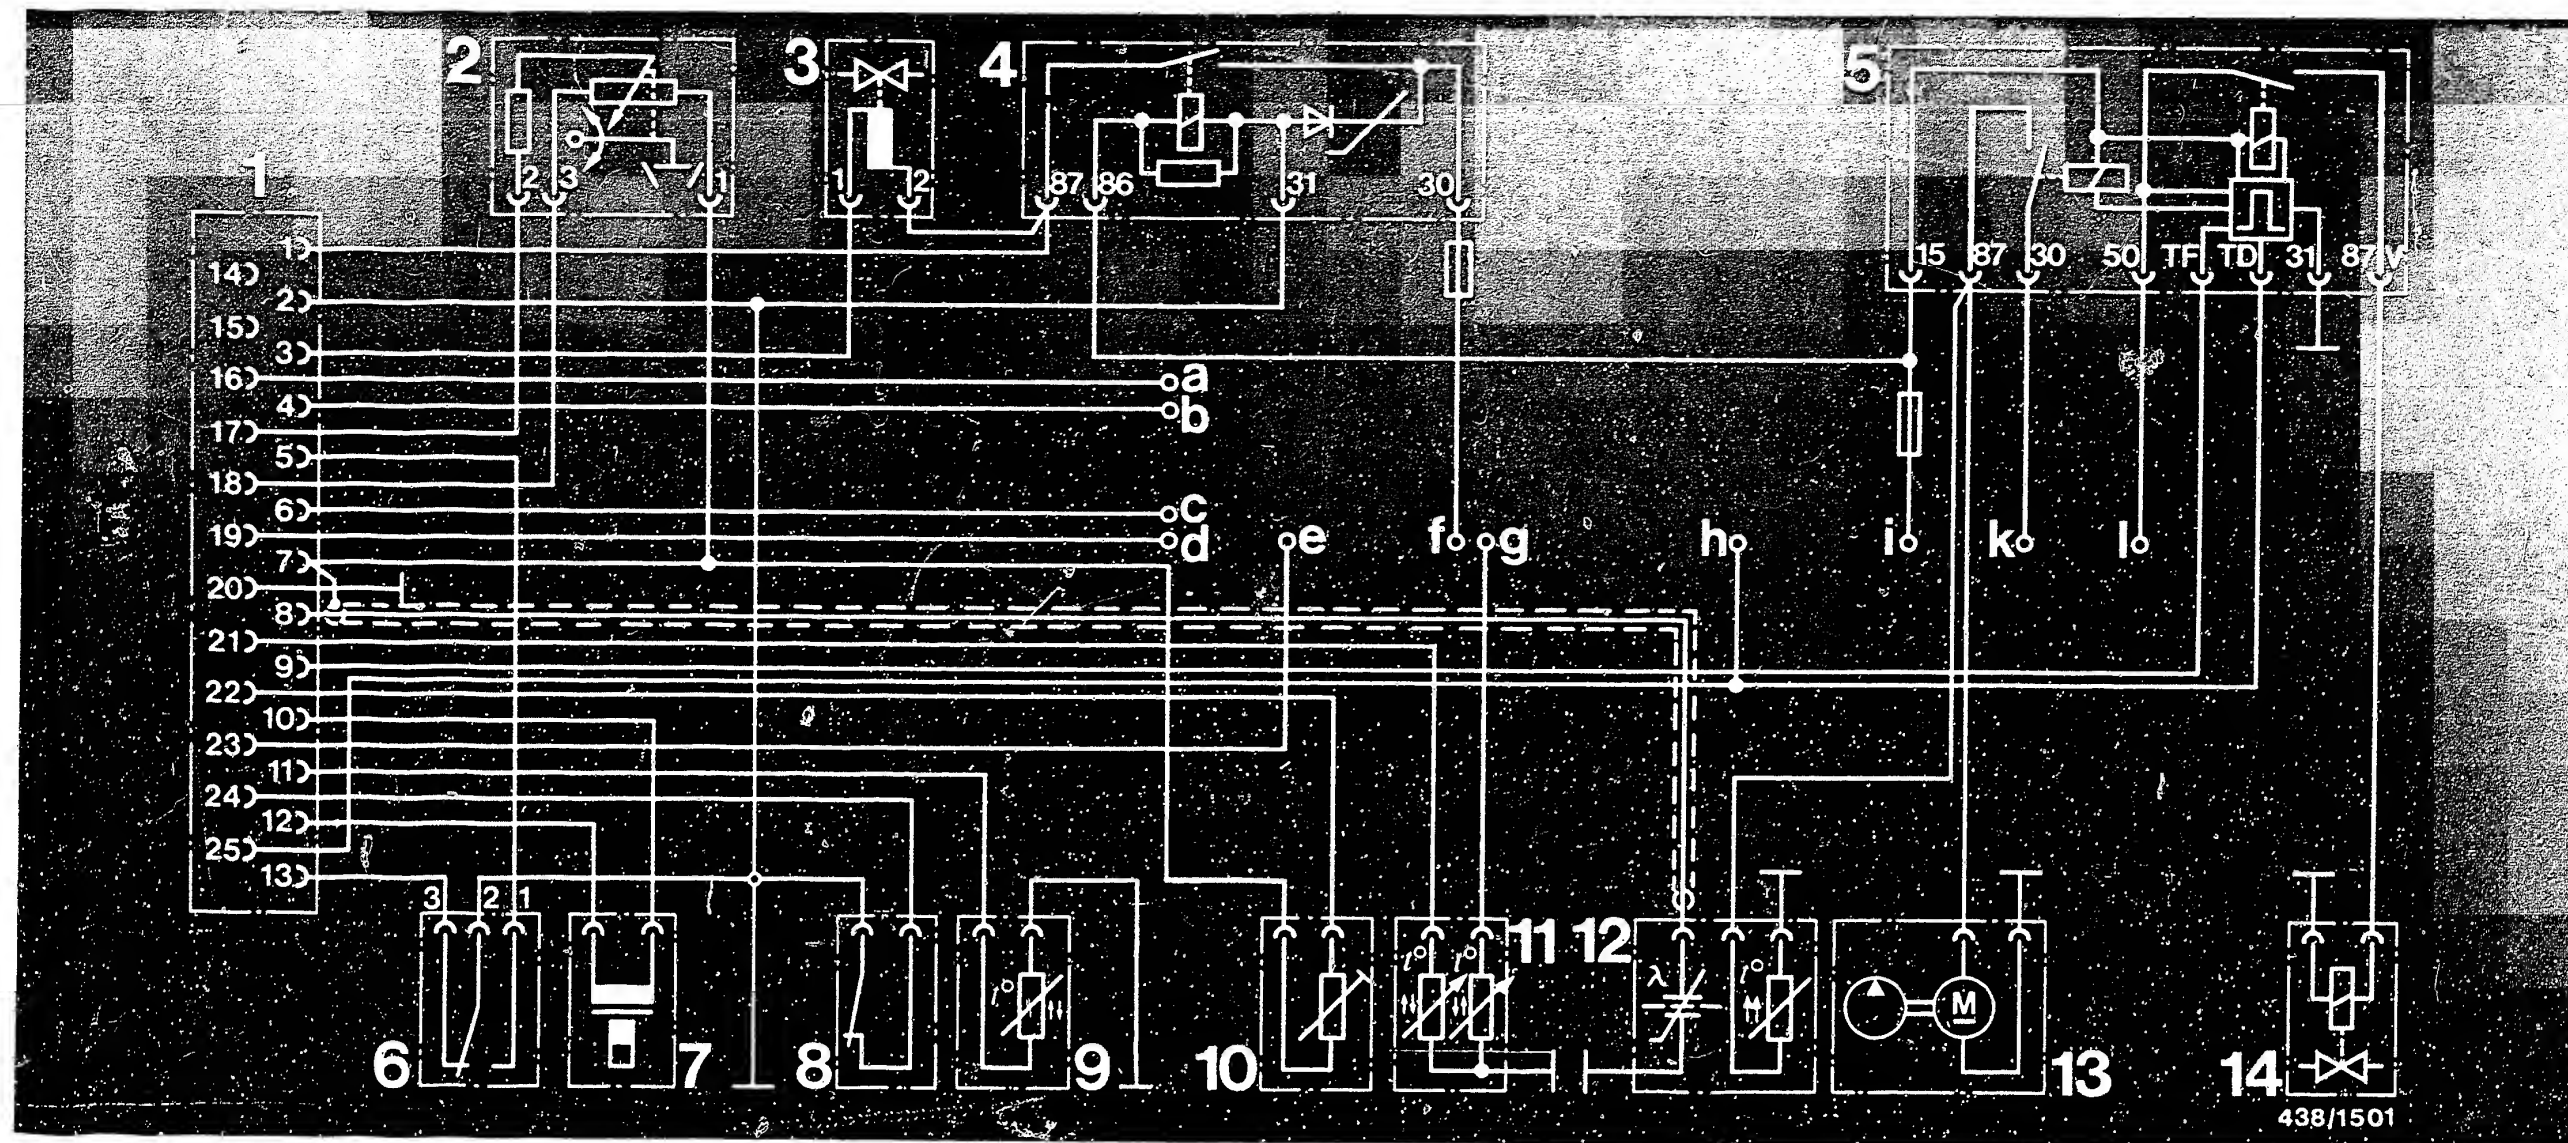 2 3 4 5
1
2 3 1
1 2
87 86 31 30
15 87 30 50 TF TD 31 87V
1
14
2
15
3
16 a
4 b
17
5
18
6 c
19 d
e f g h i k l
7
20
8
21
9
22
10
23
11
24
12
25
13
3 2 1
11 12
t° t° t° λ t°
M
6 7 8 9 10 13 14
438/1501